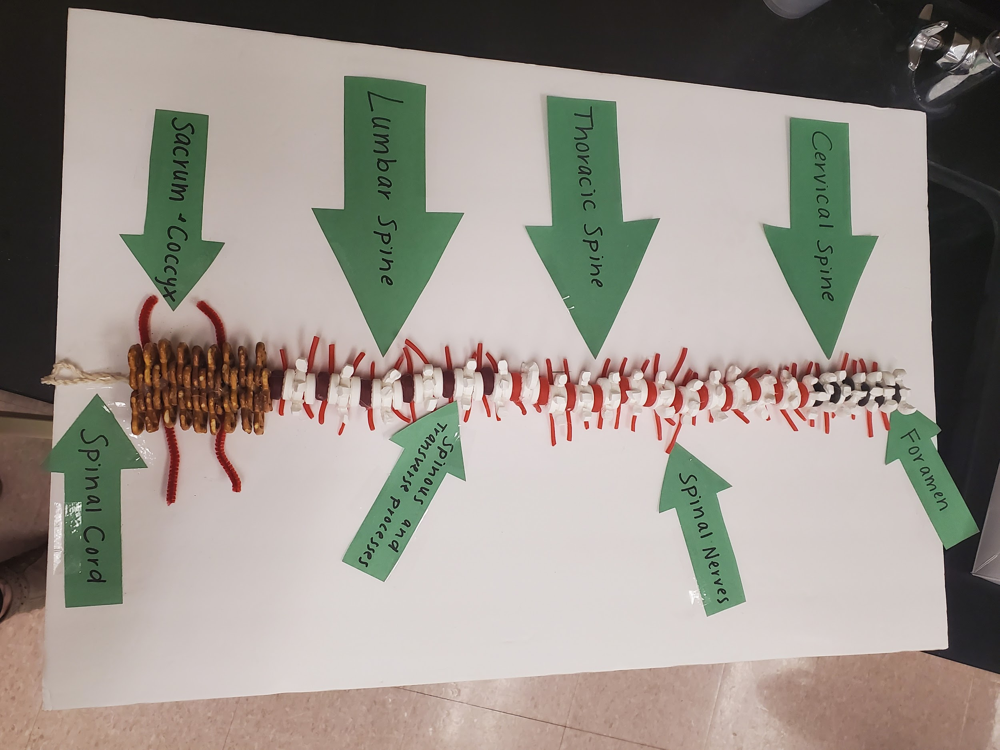 Cervical Spine
Thoracic Spine
Lumbar Spine
Sacrum & Coccyx
Foramen
Spinal Nerves
Spinous and
Transverse processes
Spinal Cord